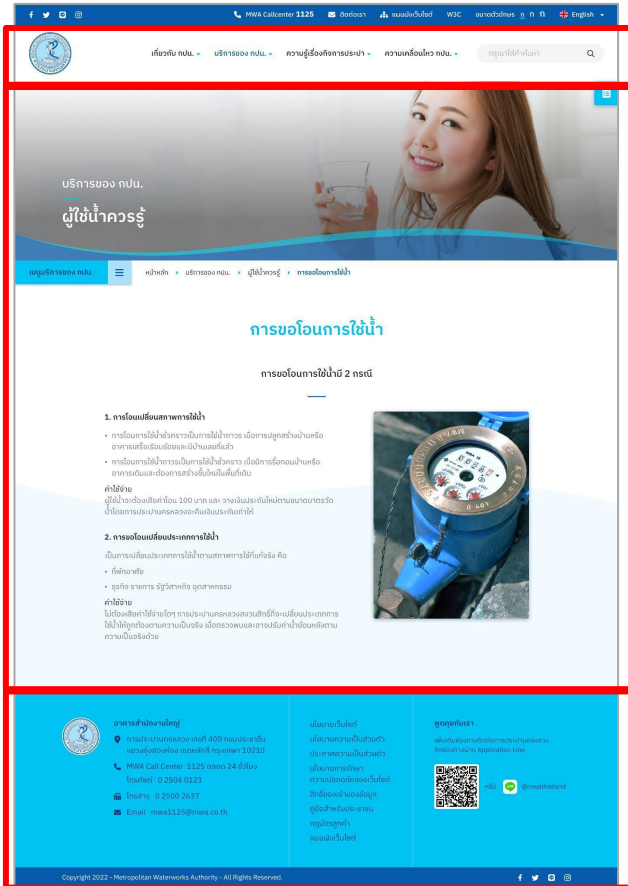 MWA Callcenter 1125 ติดต่อเรา แผนผังเว็บไซต์ W3C ขนาดตัวอักษร ก ก ก English
เกี่ยวกับ กปน. บริการของ กปน. ความรู้เรื่องกิจการประปา ความเคลื่อนไหว กปน. กรุณาใส่คำค้นหา
บริการของ กปน.
ผู้ใช้น้ำควรรู้
เมนูบริการของ กปน. หน้าหลัก บริการของ กปน. ผู้ใช้น้ำควรรู้ การขอโอนการใช้น้ำ
การขอโอนการใช้น้ำ
การขอโอนการใช้น้ำมี 2 กรณี
1. การโอนเปลี่ยนสภาพการใช้น้ำ
• การโอนการใช้น้ำชั่วคราวเป็นการใช้น้ำถาวร เมื่อการปลูกสร้างบ้านหรือ
อาคารเสร็จเรียบร้อยและมีบ้านเลขที่แล้ว
• การโอนการใช้น้ำถาวรเป็นการใช้น้ำชั่วคราว เมื่อมีการรื้อถอนบ้านหรือ
อาคารเดิมและต้องการสร้างขึ้นใหม่ในพื้นที่เดิม
ค่าใช้จ่าย
ผู้ใช้น้ำจะต้องเสียค่าโอน 100 บาท และ วางเงินประกันใหม่ตามขนาดมาตรวัด
น้ำโดยการประปานครหลวงจะคืนเงินประกันเก่าให้
2. การขอโอนเปลี่ยนประเภทการใช้น้ำ
เป็นการเปลี่ยนประเภทการใช้น้ำตามสภาพการใช้ที่แท้จริง คือ
• ที่พักอาศัย
• ธุรกิจ ราชการ รัฐวิสาหกิจ อุตสาหกรรม
ค่าใช้จ่าย
ไม่ต้องเสียค่าใช้จ่ายใดๆ การประปานครหลวงสงวนสิทธิ์ที่จะเปลี่ยนประเภทการ
ใช้น้ำให้ถูกต้องตามความเป็นจริง เมื่อตรวจพบและอาจปรับค่าน้ำย้อนหลังตาม
ความเป็นจริงด้วย
อาคารสำนักงานใหญ่
การประปานครหลวง เลขที่ 400 ถนนประชาชื่น
แขวงทุ่งสองห้อง เขตหลักสี่ กรุงเทพฯ 10210
MWA Call Center 1125 ตลอด 24 ชั่วโมง
โทรศัพท์ 0 2504 0123
โทรสาร 0 2500 2637
Email mwa1125@mwa.co.th
นโยบายเว็บไซต์
นโยบายความเป็นส่วนตัว
ประกาศความเป็นส่วนตัว
นโยบายการรักษา
ความปลอดภัยของเว็บไซต์
สิทธิ์ของเจ้าของข้อมูล
คู่มือสำหรับประชาชน
กฎบัตรลูกค้า
แผนผังเว็บไซต์
พูดคุยกับเรา
เพิ่มเติมช่องทางติดต่อการประปานครหลวง
อีกช่องทางผ่าน Application Line
หรือ @mwathailand
Copyright 2022 - Metropolitan Waterworks Authority - All Rights Reserved.